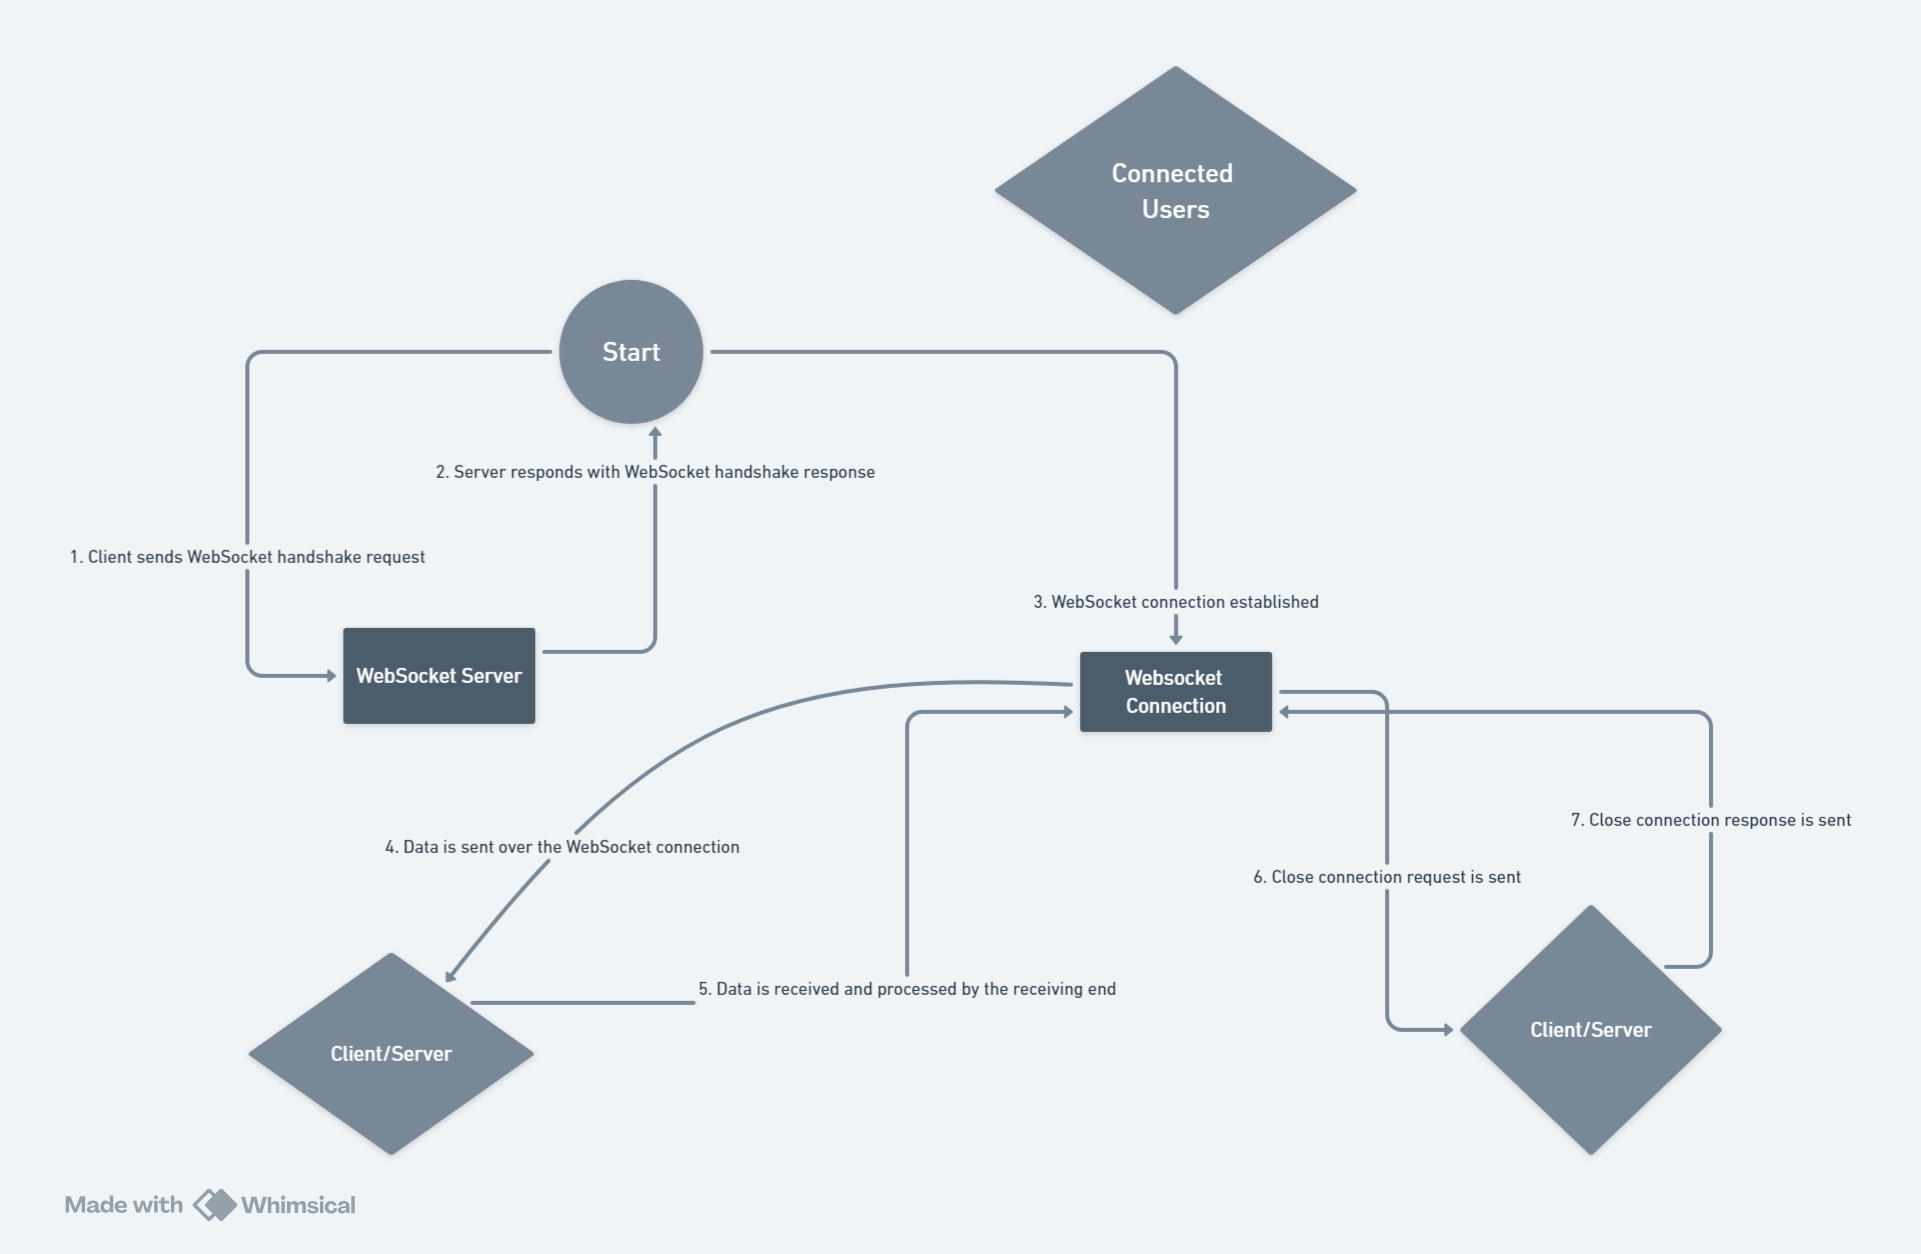 Connected
Users
Start
2. Server responds with WebSocket handshake response
1. Client sends WebSocket handshake request
3. WebSocket connection established
WebSocket Server
Websocket
Connection
4. Data is sent over the WebSocket connection
7. Close connection response is sent
6. Close connection request is sent
5. Data is received and processed by the receiving end
Client/Server
Client/Server
Made with Whimsical